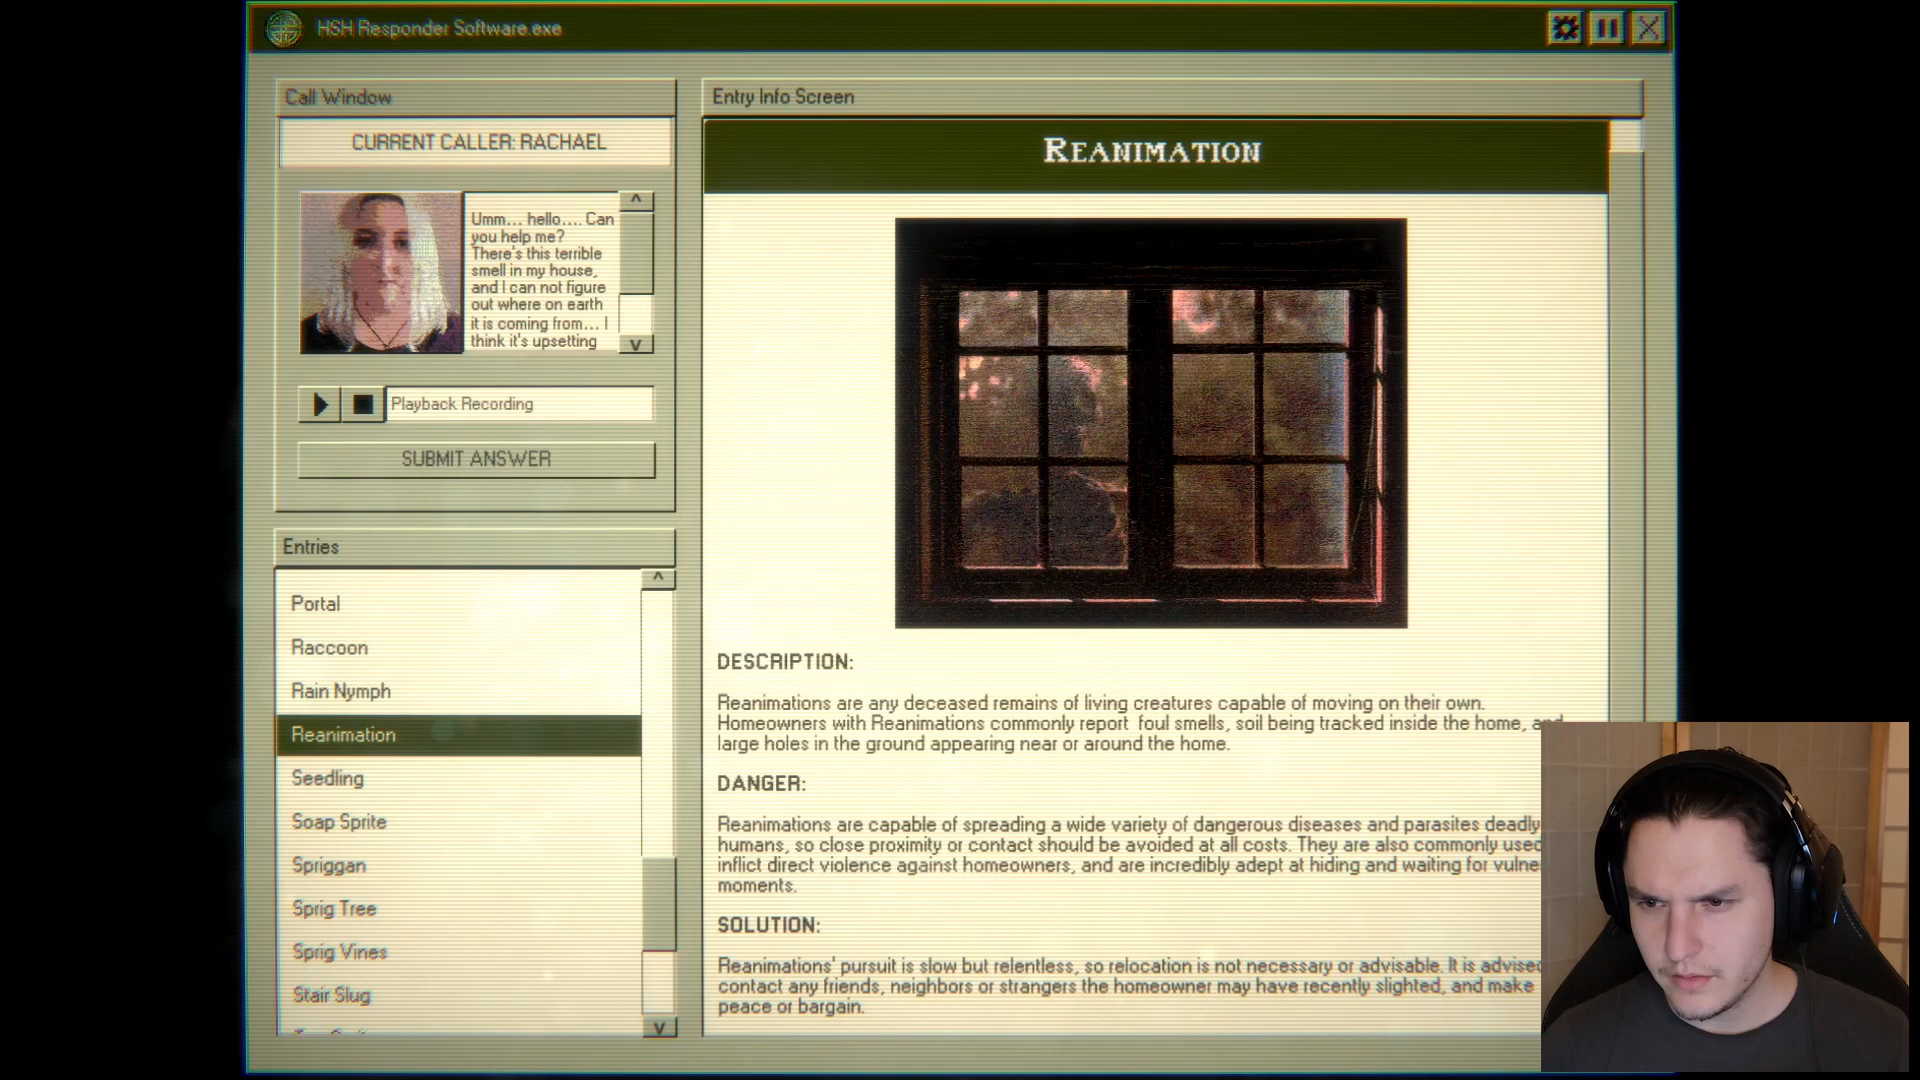 HSH Responder Software.exe
Call Window
CURRENT CALLER: RACHAEL
Umm... hello.... Can
you help me?
There's this terrible
smell in my house,
and I can not figure
out where on earth
it is coming from... I
think it's upsetting
Playback Recording
SUBMIT ANSWER
Entries
Portal
Raccoon
Rain Nymph
Reanimation
Seedling
Soap Sprite
Spriggan
Sprig Tree
Sprig Vines
Stair Slug
Entry Info Screen
REANIMATION
DESCRIPTION:
Reanimations are any deceased remains of living creatures capable of moving on their own.
Homeowners with Reanimations commonly report foul smells, soil being tracked inside the home, and
large holes in the ground appearing near or around the home.
DANGER:
Reanimations are capable of spreading a wide variety of dangerous diseases and parasites deadly
humans, so close proximity or contact should be avoided at all costs. They are also commonly used
inflict direct violence against homeowners, and are incredibly adept at hiding and waiting for vulne
moments.
SOLUTION:
Reanimations' pursuit is slow but relentless, so relocation is not necessary or advisable. It is advised
contact any friends, neighbors or strangers the homeowner may have recently slighted, and make
peace or bargain.